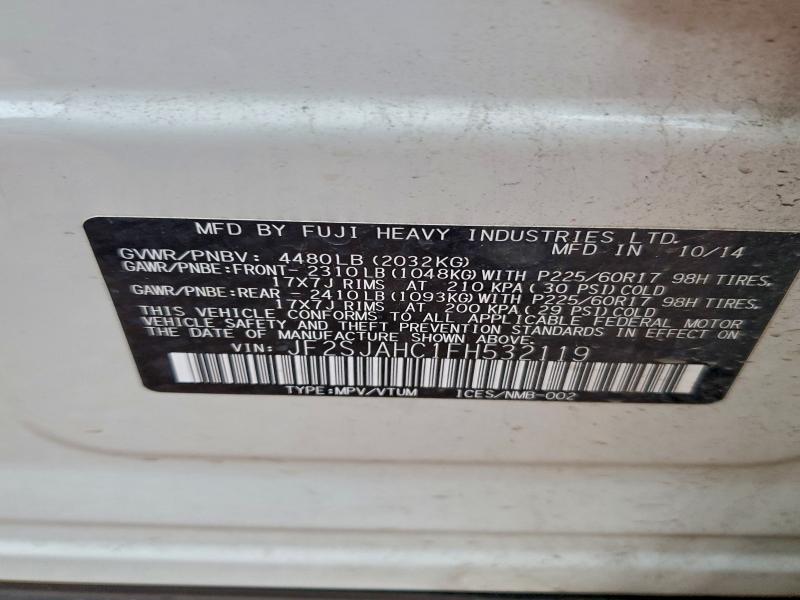 MFD BY FUJI HEAVY INDUSTRIES LTD.
GVWR/PNBV: 4480LB (2032KG) MFD IN 10/14
GAWR/PNBE:FRONT- 2310LB(1048KG)WITH P225/60R17 98H TIRES.
17X7J RIMS AT 210 KPA (30 PSI)COLD
GAWR/PNBE:REAR - 2410LB(1093KG)WITH P225/60R17 98H TIRES.
17X7J RIMS AT 200 KPA (29 PSI)COLD
THIS VEHICLE CONFORMS TO ALL APPLICABLE FEDERAL MOTOR
VEHICLE SAFETY AND THEFT PREVENTION STANDARDS IN EFFECT ON
THE DATE OF MANUFACTURE SHOWN ABOVE.
VIN: JF2SJAHC1FH532119
TYPE:MPV/VTUM ICES/NMB-002